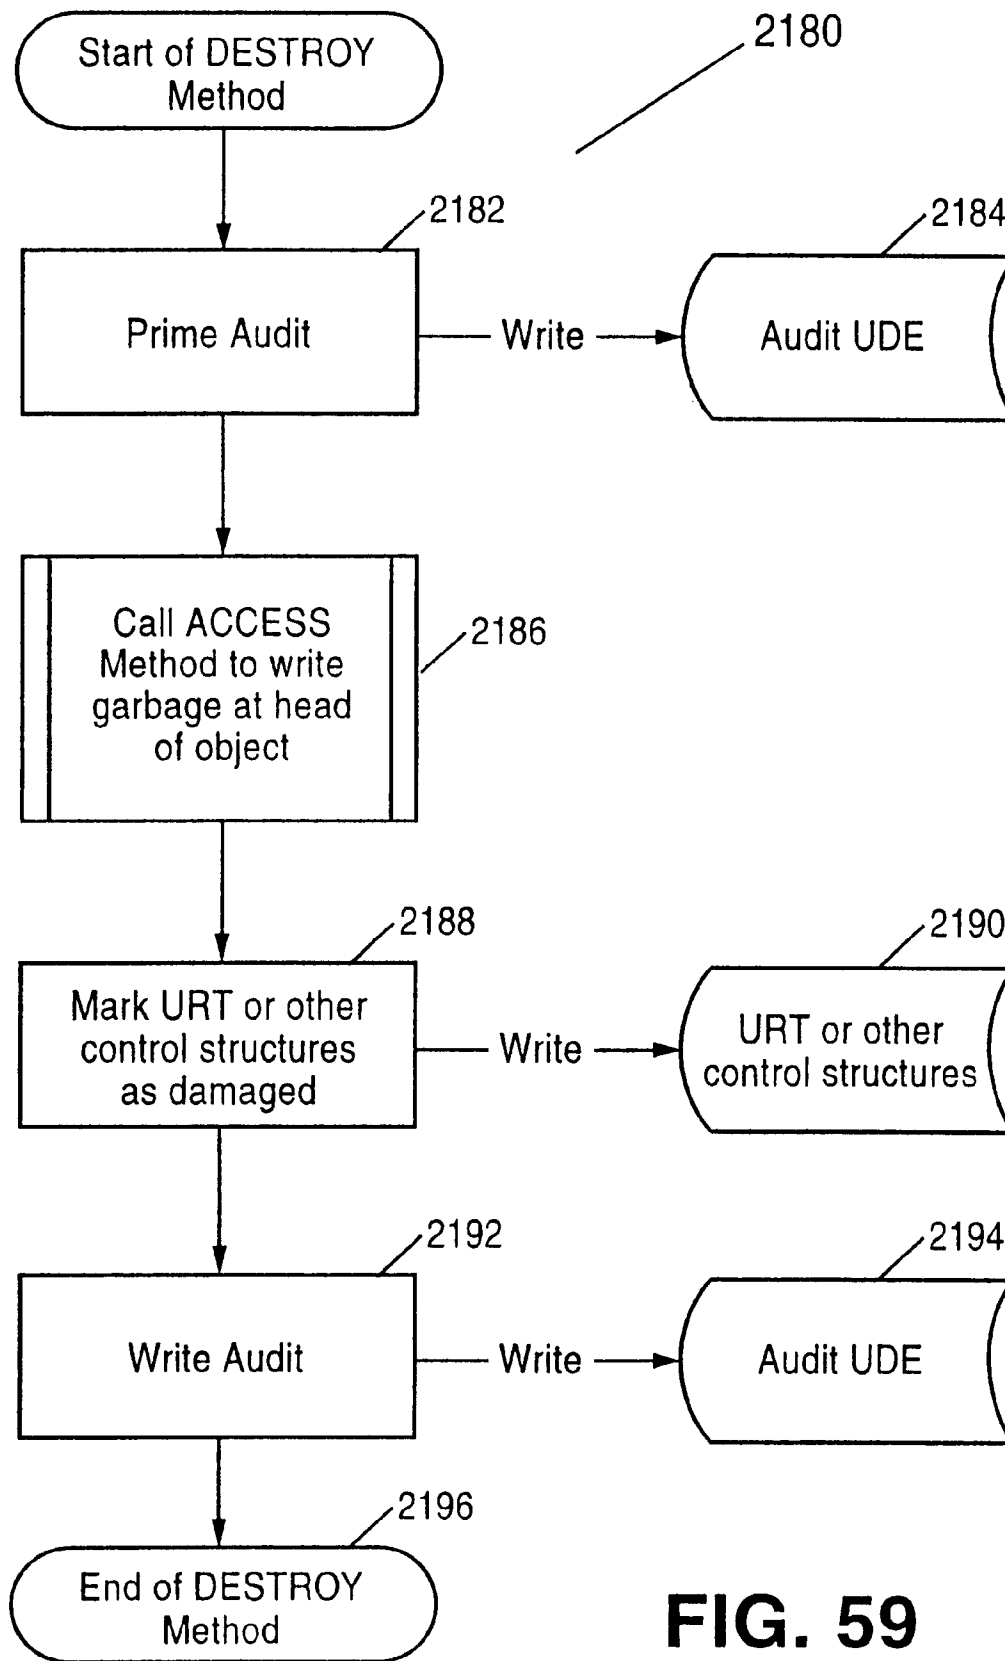 Start of DESTROY
Method
2180
2182
Prime Audit
Write
2184
Audit UDE
Call ACCESS
Method to write
garbage at head
of object
2186
2188
Mark URT or other
control structures
as damaged
Write
2190
URT or other
control structures
2192
Write Audit
Write
2194
Audit UDE
2196
End of DESTROY
Method
FIG. 59